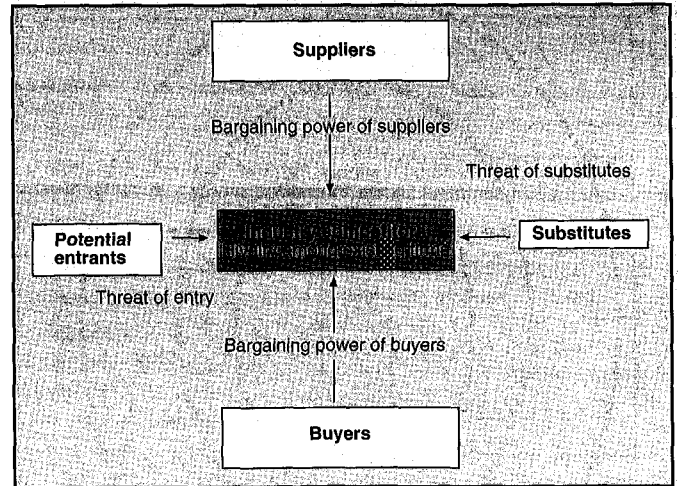 Suppliers
Bargaining power of suppliers
Threat of substitutes
Potential
entrants
Substitutes
Threat of entry
Bargaining power of buyers
Buyers